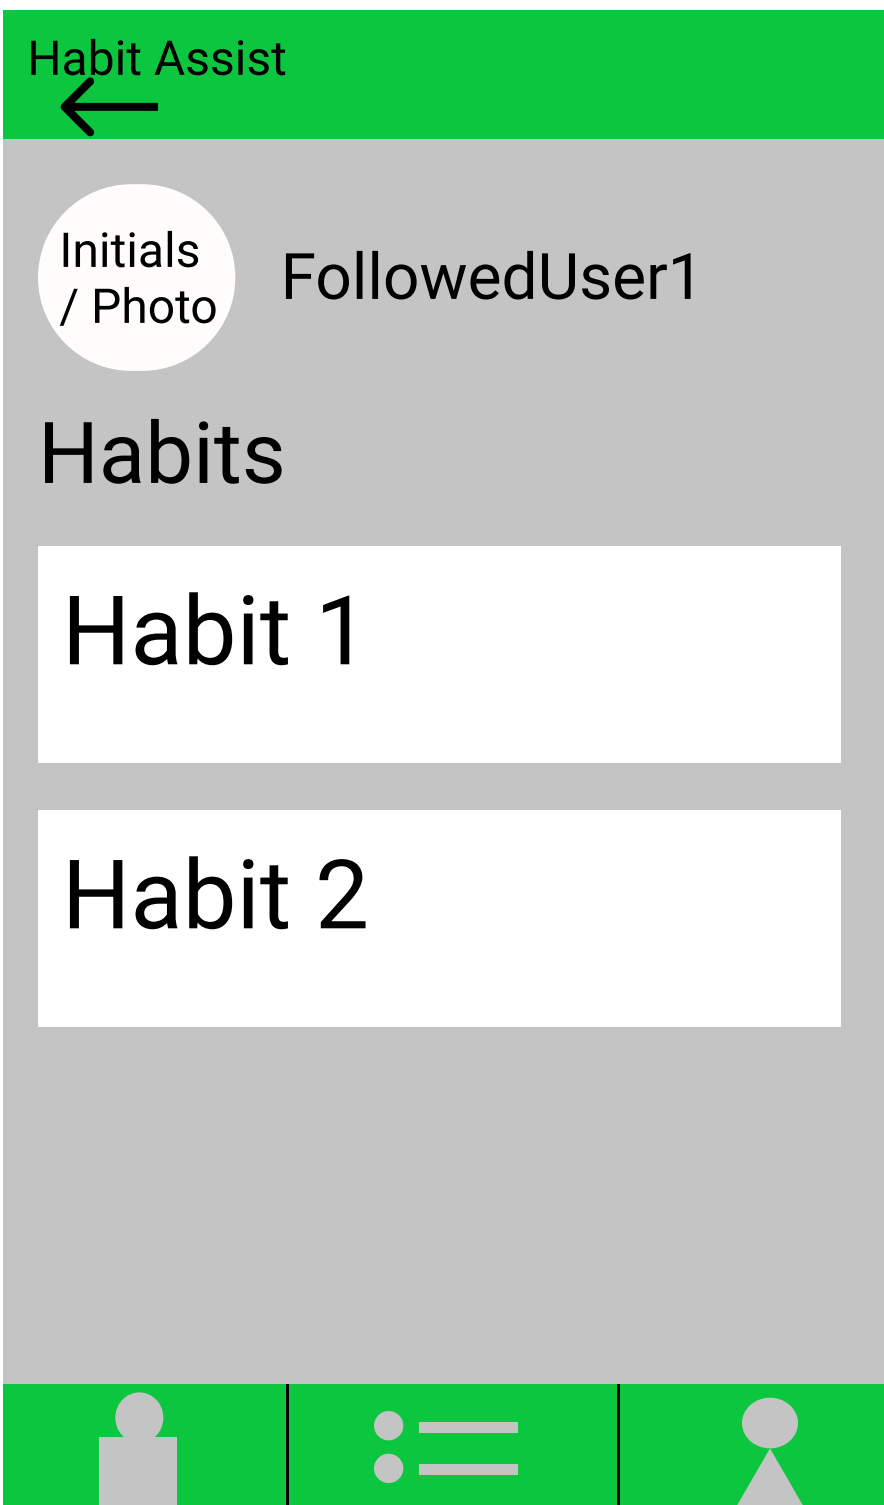 Habit Assist
Initials
/ Photo
FollowedUser1
Habits
Habit 1
Habit 2